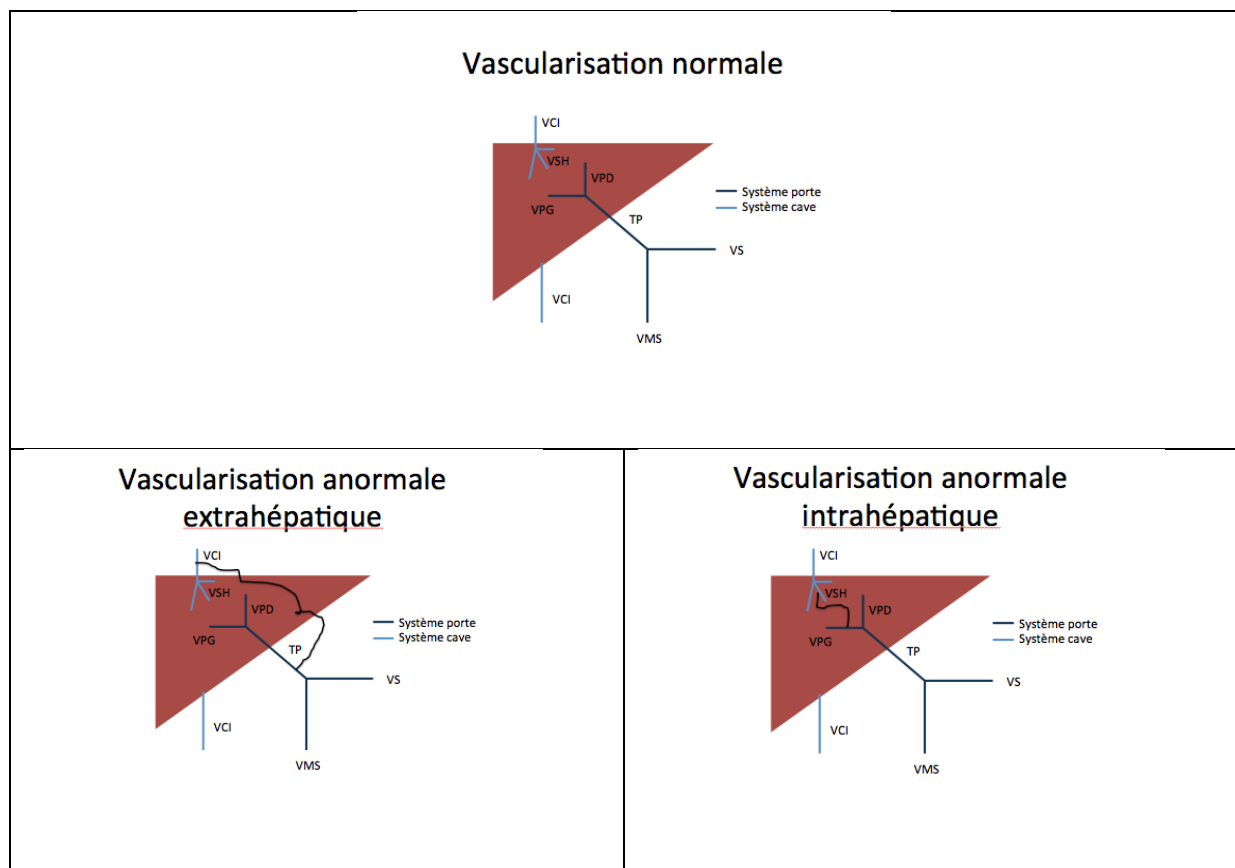 Vascularisation normale
VCI
VSH
VPD
VPG
TP
Système porte
Système cave
VS
VCI
VMS
Vascularisation anormale
extrahépatique
VCI
VSH
VPD
VPG
TP
Système porte
Système cave
VS
VCI
VMS
Vascularisation anormale
intrahépatique
VCI
VSH
VPD
VPG
TP
Système porte
Système cave
VS
VCI
VMS